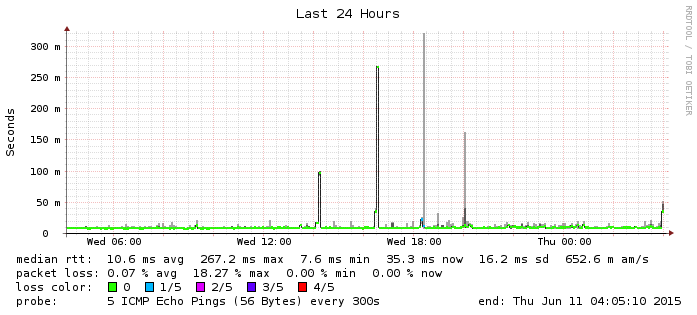 Last 24 Hours
RRDTOOL / TOBI OETIKER
Seconds
300 m
250 m
200 m
150 m
100 m
50 m
0
Wed 06:00 Wed 12:00 Wed 18:00 Thu 00:00
median rtt: 10.6 ms avg 267.2 ms max 7.6 ms min 35.3 ms now 16.2 ms sd 652.6 m am/s
packet loss: 0.07 % avg 18.27 % max 0.00 % min 0.00 % now
loss color: 0 1/5 2/5 3/5 4/5
probe: 5 ICMP Echo Pings (56 Bytes) every 300s end: Thu Jun 11 04:05:10 2015